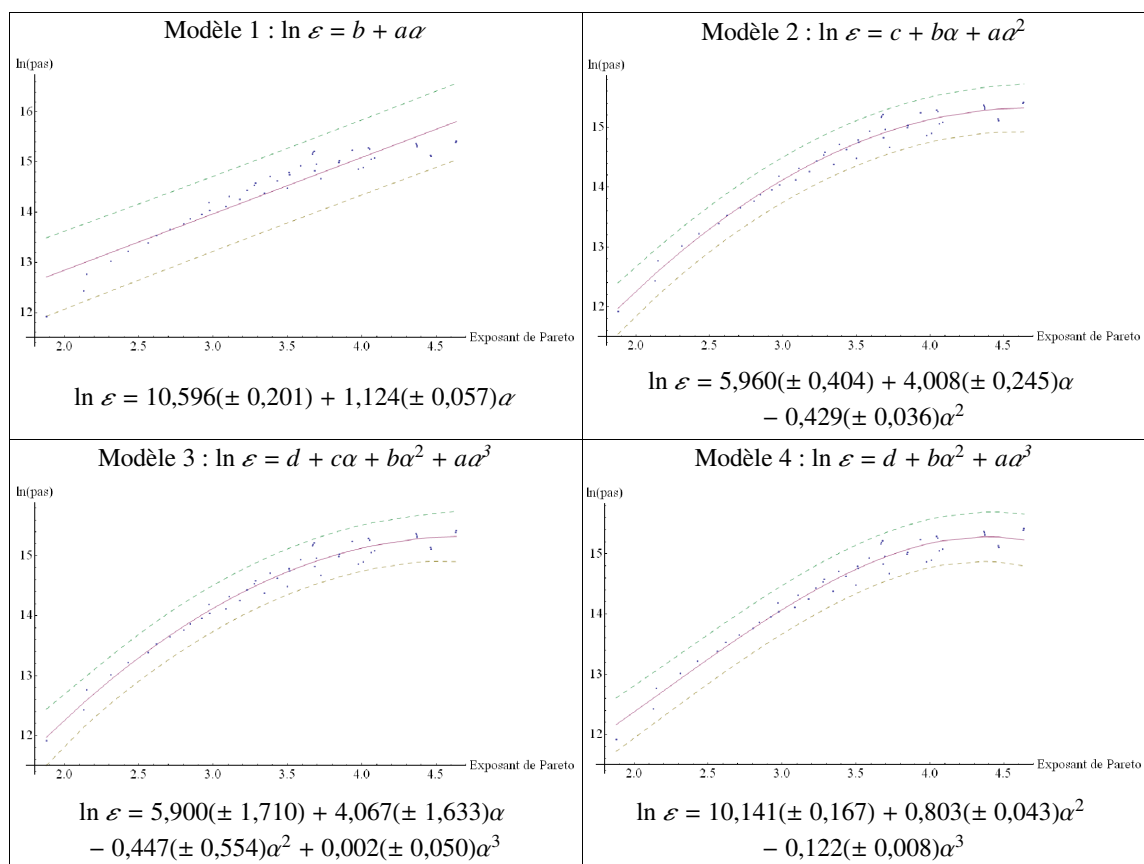 Modèle 1 : ln ε = b + aα
ln(pas)
16
15
14
13
12
2.0 2.5 3.0 3.5 4.0 4.5
Exposant de Pareto
ln ε = 10,596(± 0,201) + 1,124(± 0,057)α
Modèle 2 : ln ε = c + bα + aα²
ln(pas)
15
14
13
12
2.0 2.5 3.0 3.5 4.0 4.5
Exposant de Pareto
ln ε = 5,960(± 0,404) + 4,008(± 0,245)α
− 0,429(± 0,036)α²
Modèle 3 : ln ε = d + cα + bα² + aα³
ln(pas)
15
14
13
12
2.0 2.5 3.0 3.5 4.0 4.5
Exposant de Pareto
ln ε = 5,900(± 1,710) + 4,067(± 1,633)α
− 0,447(± 0,554)α² + 0,002(± 0,050)α³
Modèle 4 : ln ε = d + bα² + aα³
ln(pas)
15
14
13
12
2.0 2.5 3.0 3.5 4.0 4.5
Exposant de Pareto
ln ε = 10,141(± 0,167) + 0,803(± 0,043)α²
− 0,122(± 0,008)α³